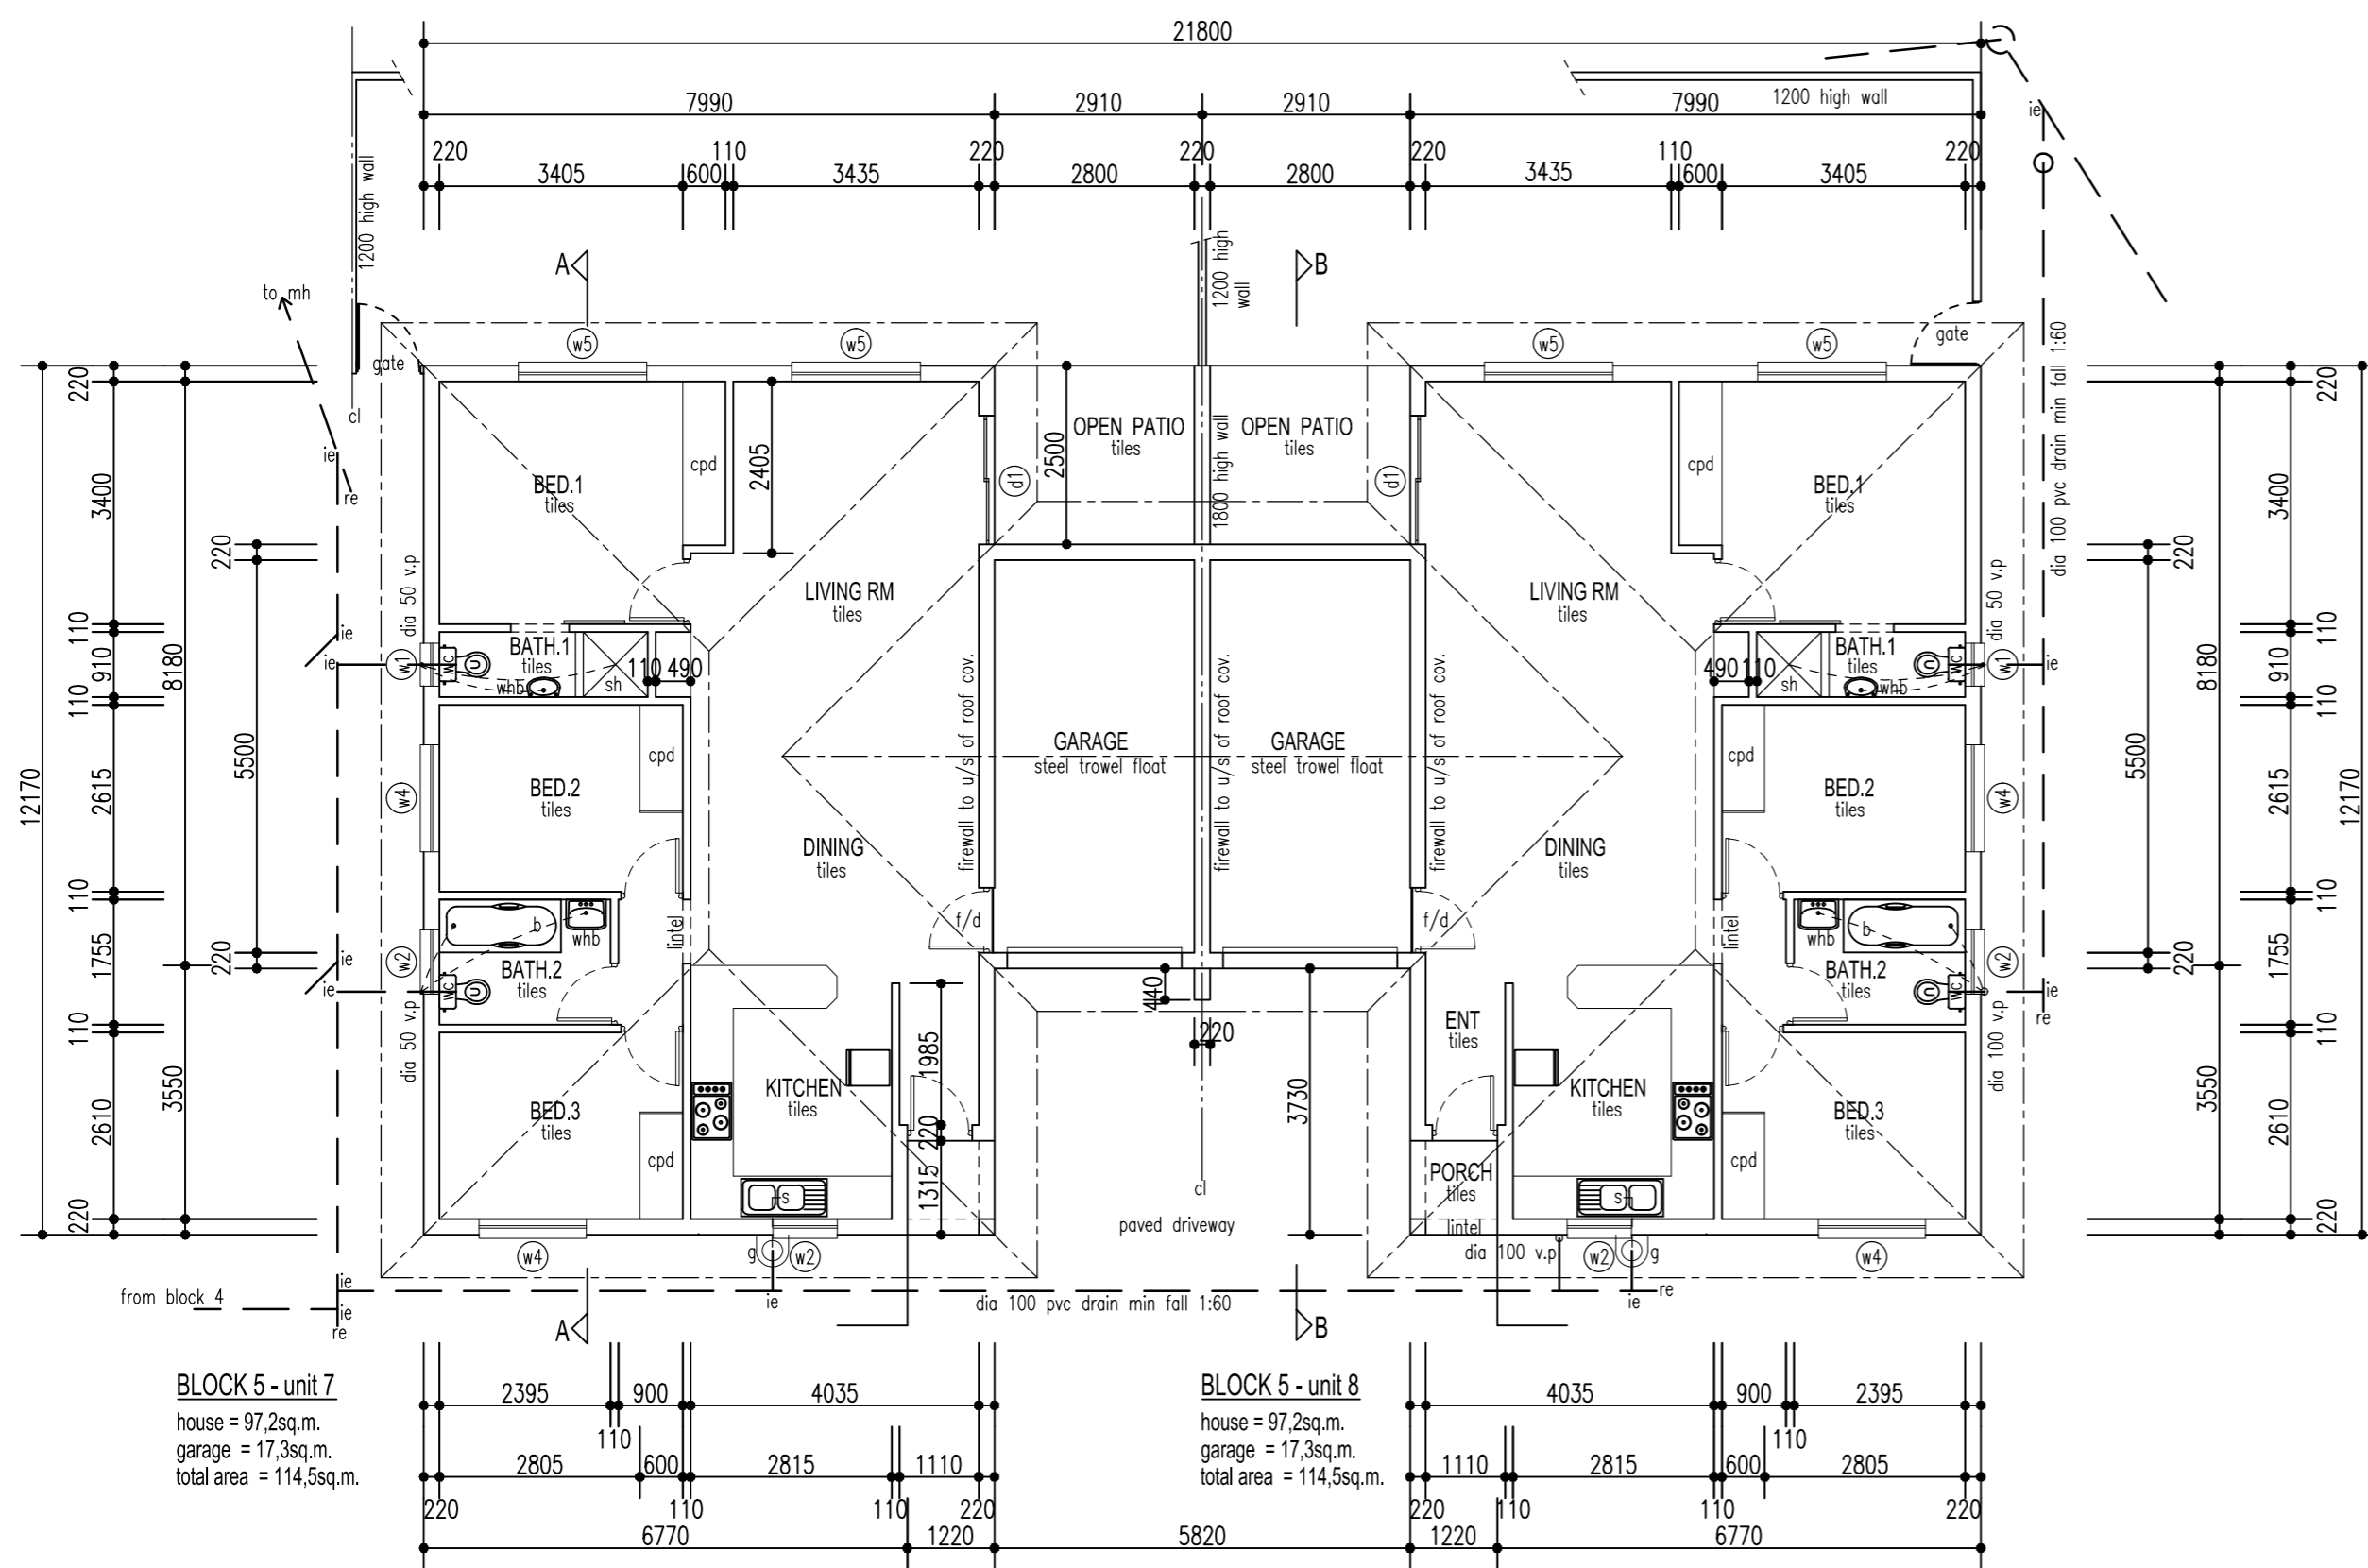 21800
7990
2910
2910
7990
1200 high wall
ie
220
110
220
220
220
110
220
3405
600
3435
2800
2800
3435
600
3405
1200 high wall
1200 high
wall
A
B
to mh
gate
w5
w5
w5
w5
gate
cl
dia 100 pvc drain min fall 1:60
220
220
OPEN PATIO
tiles
OPEN PATIO
tiles
1800 high wall
2500
2405
cpd
cpd
d1
d1
ie
re
BED.1
tiles
BED.1
tiles
3400
3400
220
220
dia 50 v.p
dia 50 v.p
LIVING RM
tiles
LIVING RM
tiles
110
110
ie
ie
BATH.1
tiles
BATH.1
tiles
w1
WC
whb
sh
110
490
490
110
sh
whb
WC
w1
ie
910
910
8180
8180
110
110
firewall to u/s of roof cov.
firewall to u/s of roof cov.
firewall to u/s of roof cov.
GARAGE
steel trowel float
GARAGE
steel trowel float
cpd
cpd
5500
5500
12170
12170
2615
2615
w4
BED.2
tiles
BED.2
tiles
w4
DINING
tiles
DINING
tiles
110
110
f/d
f/d
lintel
lintel
b
whb
whb
b
1755
1755
220
220
ie
ie
w2
w2
BATH.2
tiles
BATH.2
tiles
WC
WC
ie
re
440
220
ENT
tiles
110
110
dia 50 v.p
dia 100 v.p
1985
3730
3550
3550
KITCHEN
tiles
KITCHEN
tiles
2610
2610
BED.3
tiles
BED.3
tiles
220
cpd
cpd
1315
PORCH
tiles
s
s
cl
220
220
paved driveway
lintel
dia 100 v.p
w4
g
w2
w2
g
w4
ie
ie
re
from block 4
ie
ie
re
dia 100 pvc drain min fall 1:60
A
B
BLOCK 5 - unit 7
house = 97,2sq.m.
garage = 17,3sq.m.
total area = 114,5sq.m.
BLOCK 5 - unit 8
house = 97,2sq.m.
garage = 17,3sq.m.
total area = 114,5sq.m.
2395
900
4035
4035
900
2395
110
110
2805
600
2815
1110
1110
2815
600
2805
220
110
110
220
220
110
110
220
6770
1220
5820
1220
6770